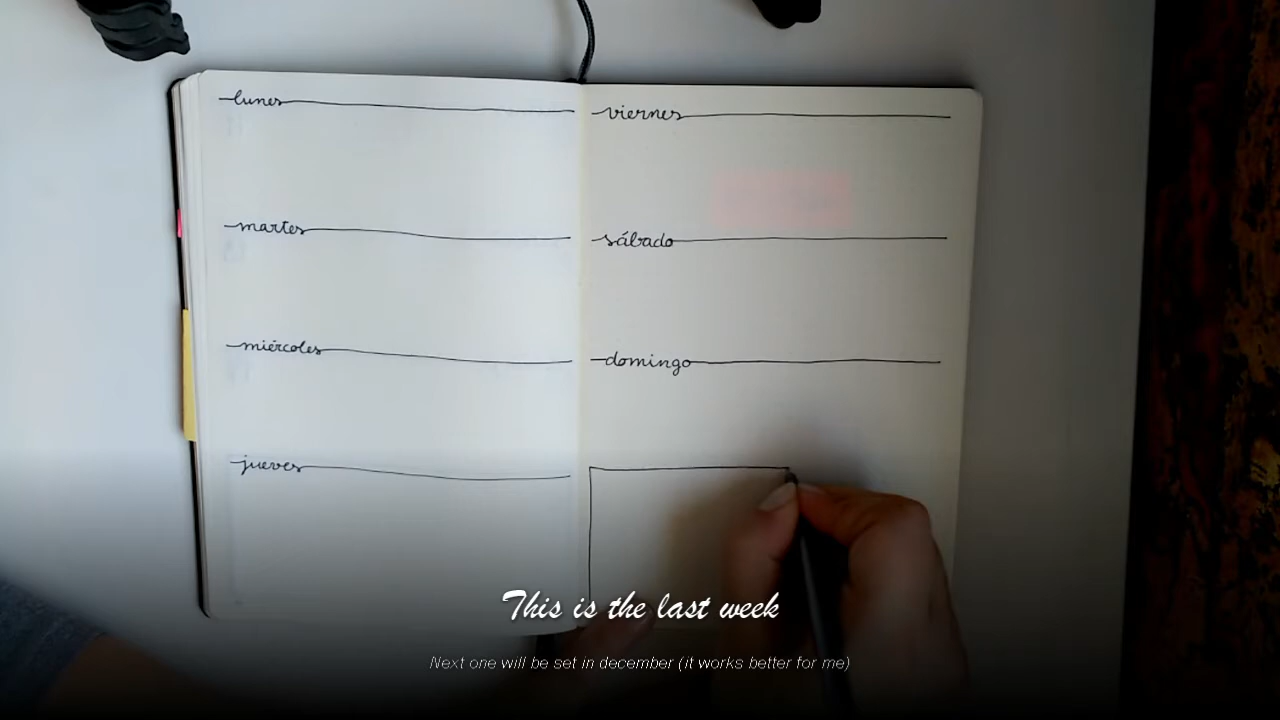 lunes
martes
miércoles
jueves
viernes
sábado
domingo
This is the last week
Next one will be set in december (it works better for me)